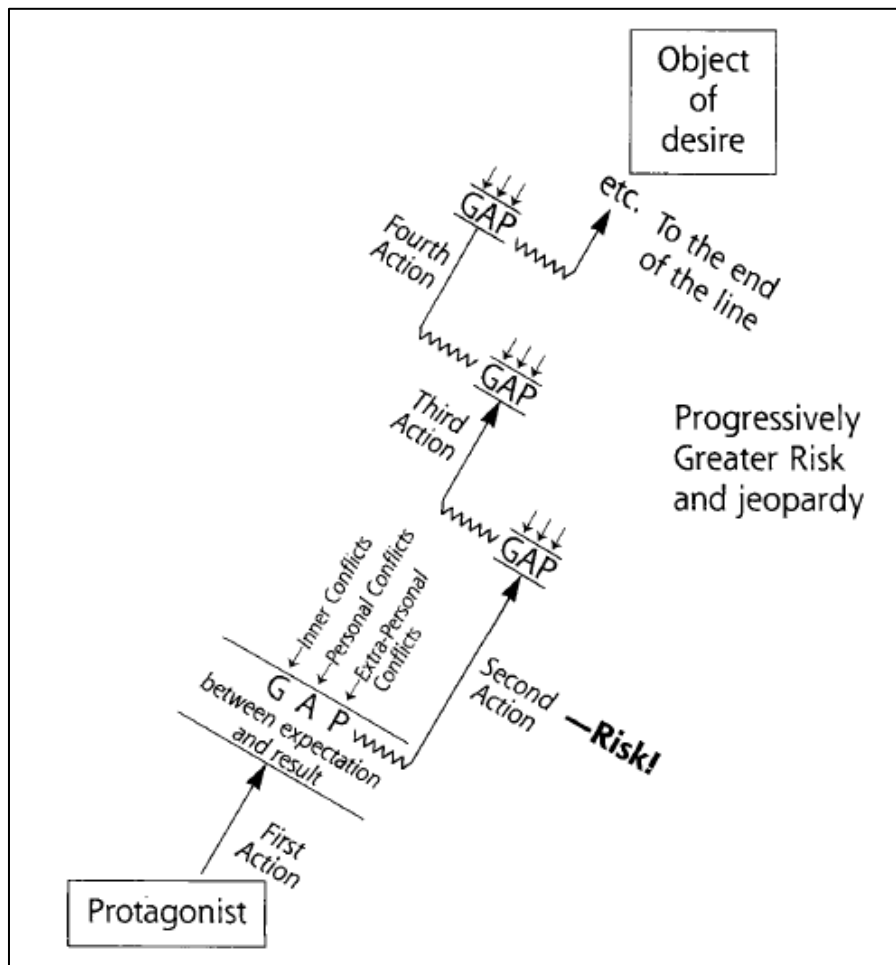 Object
of
desire
etc. To the end
of the line
GAP
Fourth
Action
GAP
Third
Action
Progressively
Greater Risk
and jeopardy
GAP
Inner Conflicts
Personal Conflicts
Extra-Personal
Conflicts
G A P
between expectation
and result
Second
Action
—Risk!
First
Action
Protagonist